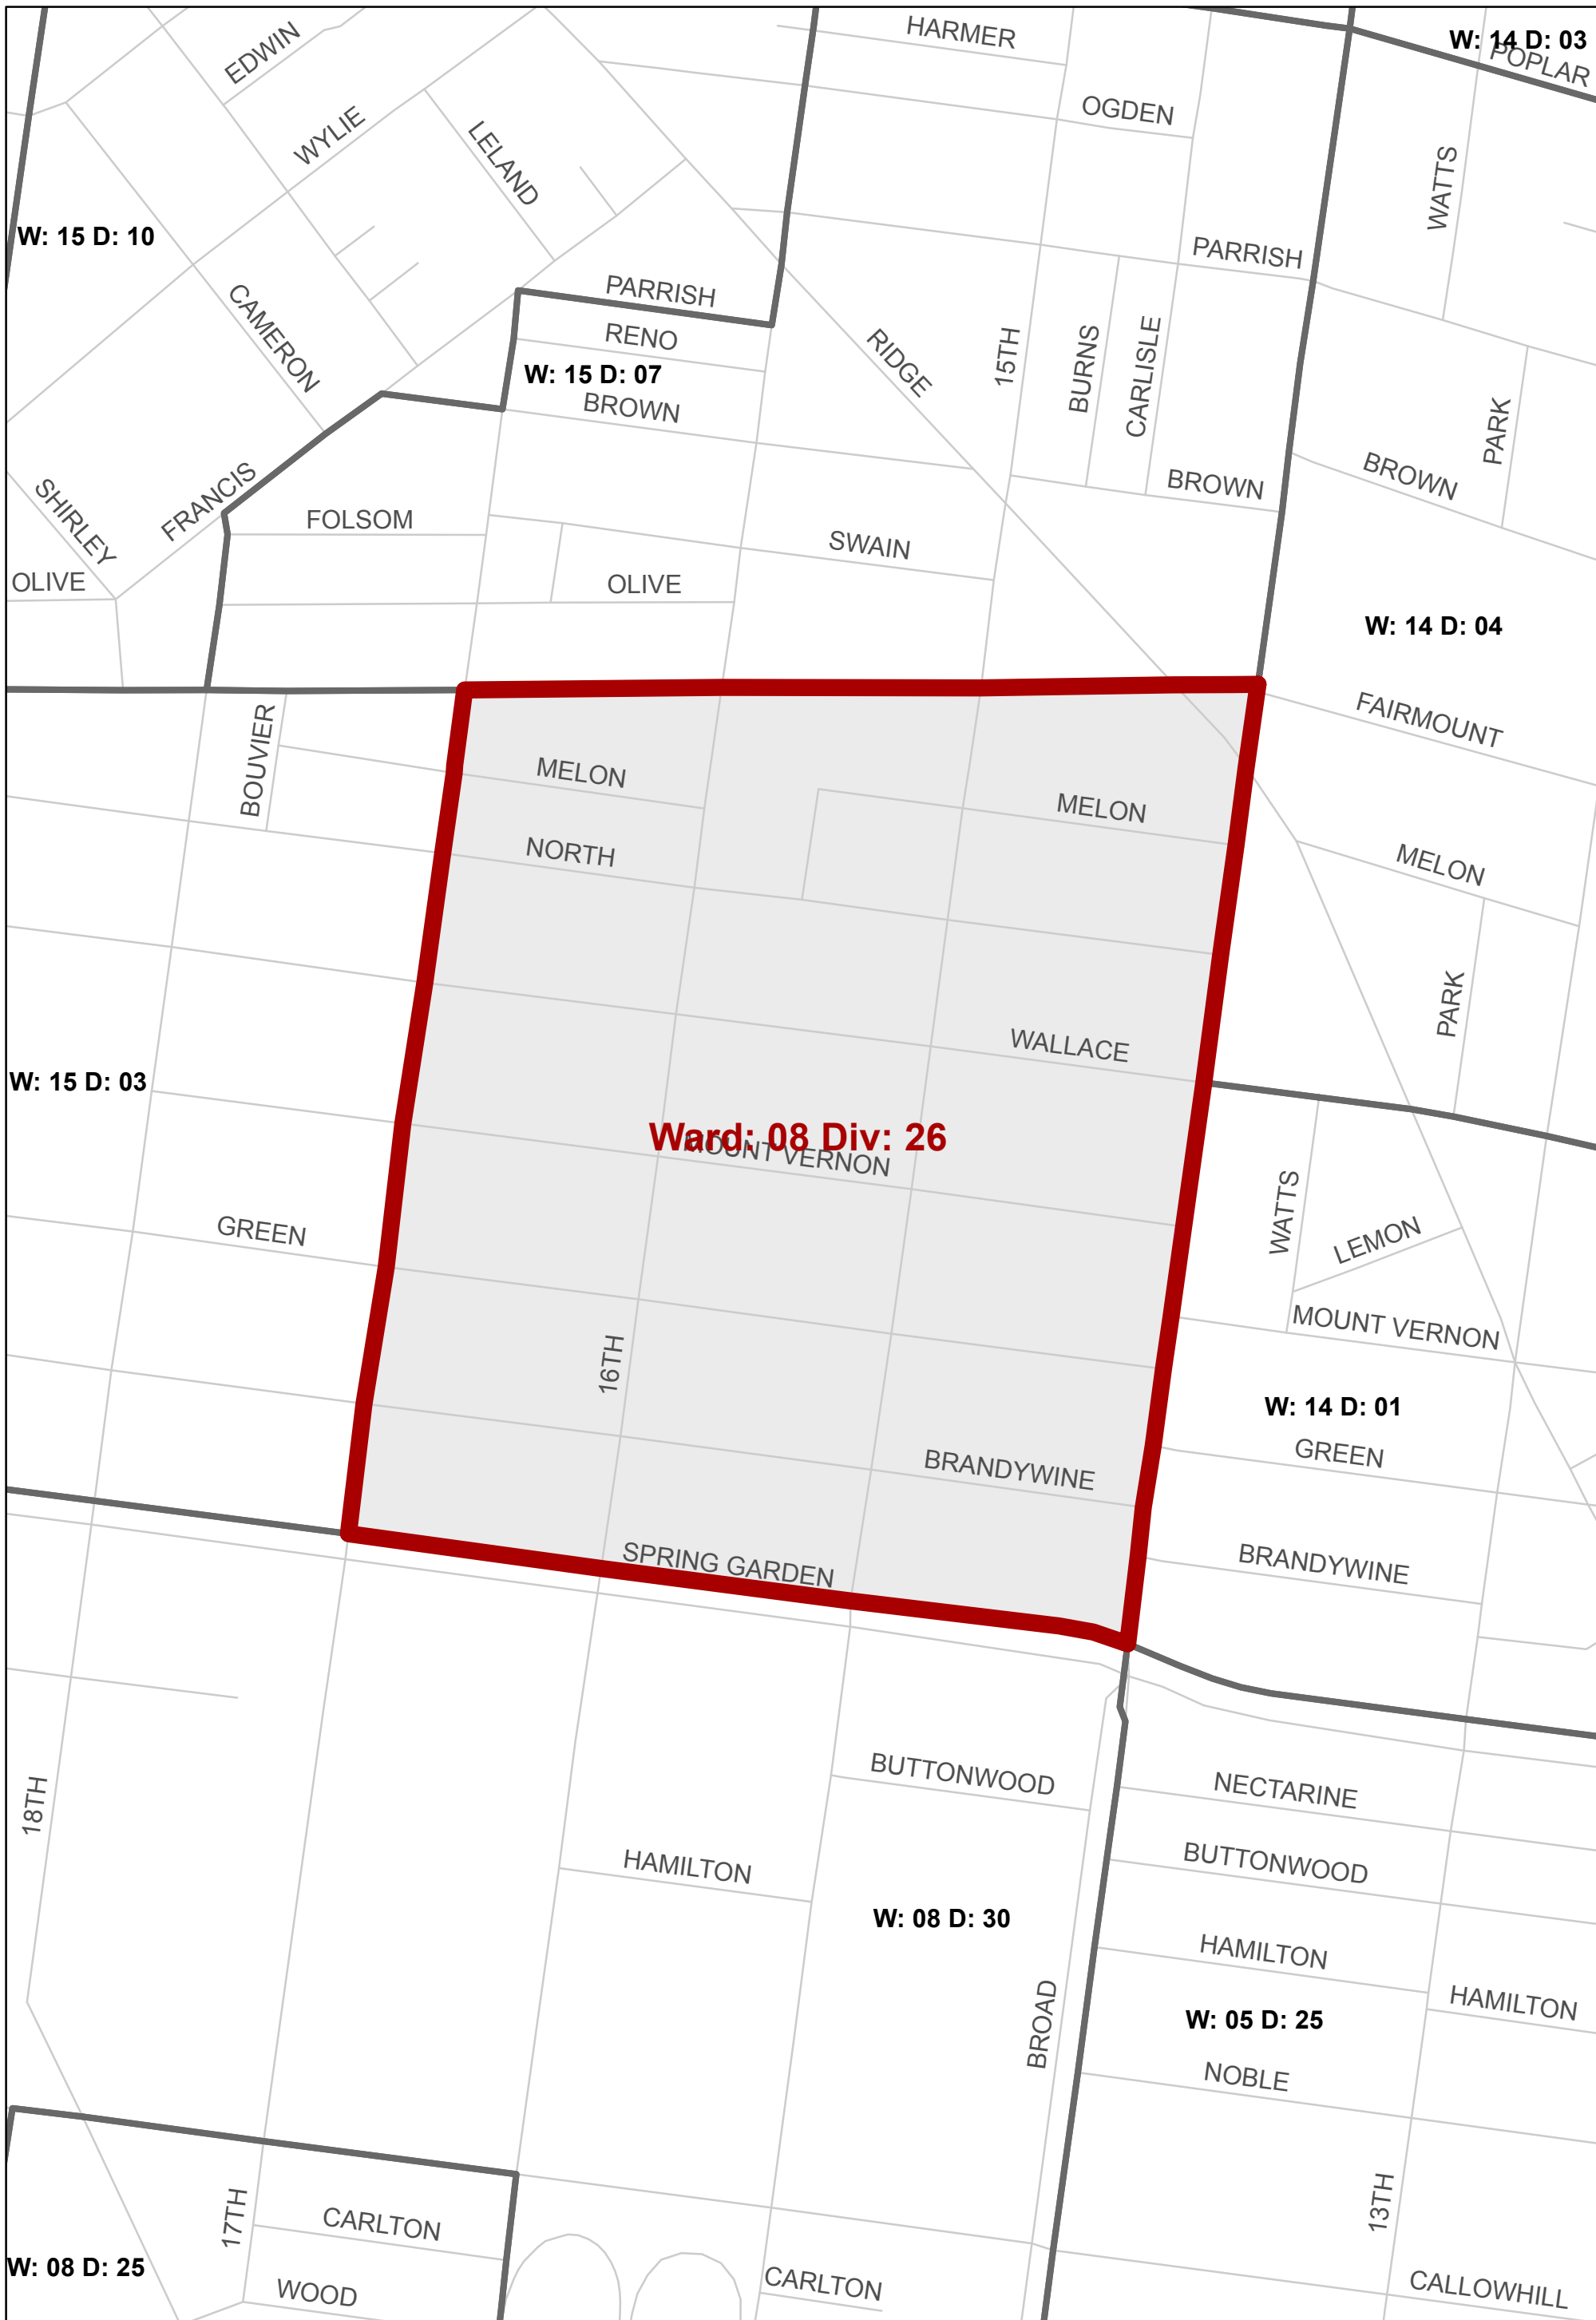 HARMER
W: 14 D: 03
POPLAR
EDWIN
OGDEN
WYLIE
LELAND
WATTS
W: 15 D: 10
PARRISH
PARRISH
CAMERON
RENO
RIDGE
15TH
BURNS
CARLISLE
W: 15 D: 07
BROWN
PARK
BROWN
BROWN
SHIRLEY
FRANCIS
FOLSOM
SWAIN
OLIVE
OLIVE
W: 14 D: 04
FAIRMOUNT
BOUVIER
MELON
MELON
NORTH
MELON
PARK
WALLACE
W: 15 D: 03
Ward: 08 Div: 26
MOUNT VERNON
GREEN
WATTS
LEMON
MOUNT VERNON
16TH
W: 14 D: 01
GREEN
BRANDYWINE
SPRING GARDEN
BRANDYWINE
18TH
BUTTONWOOD
NECTARINE
HAMILTON
BUTTONWOOD
W: 08 D: 30
HAMILTON
BROAD
HAMILTON
W: 05 D: 25
NOBLE
17TH
CARLTON
13TH
W: 08 D: 25
WOOD
CARLTON
CALLOWHILL